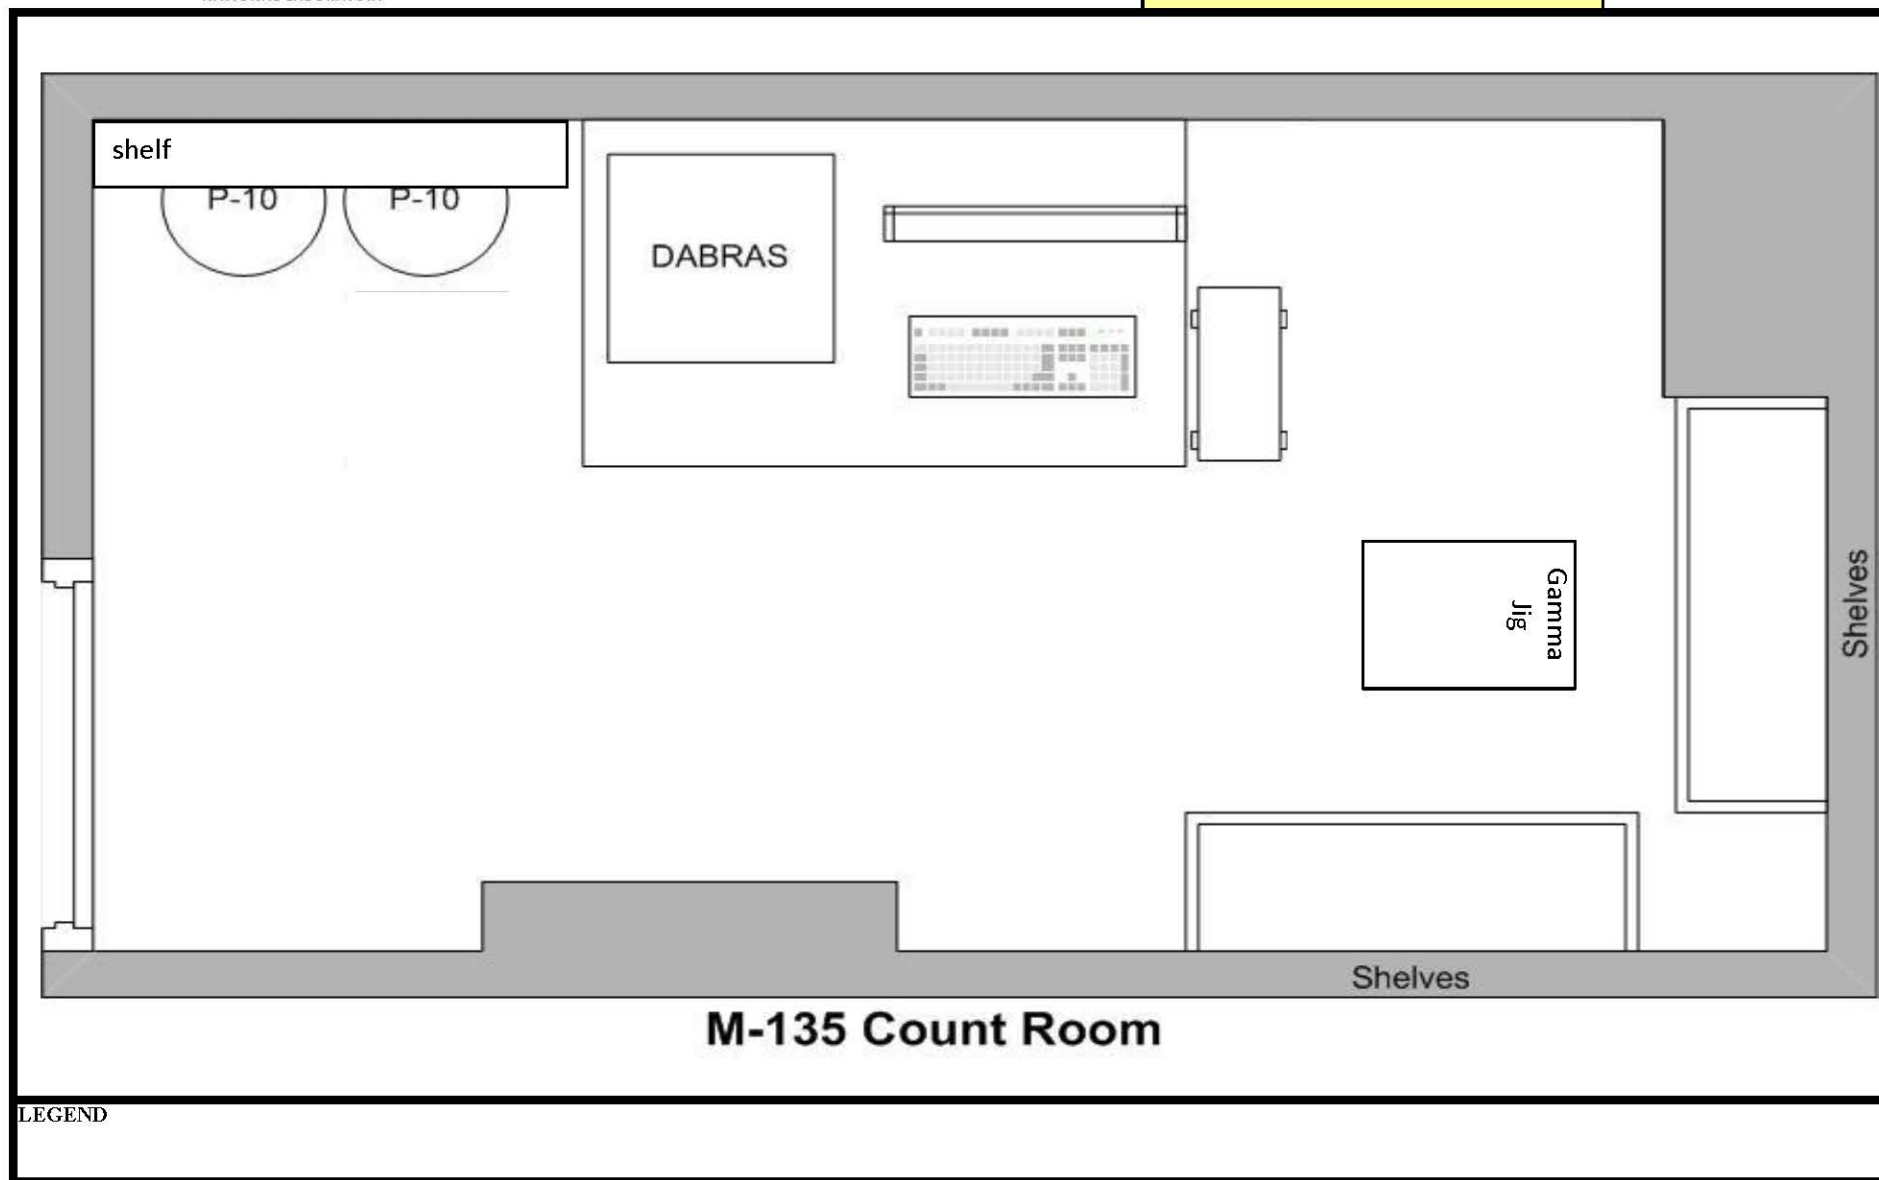 shelf
P-10
P-10
DABRAS
Gamma
Jig
Shelves
Shelves
M-135 Count Room
LEGEND